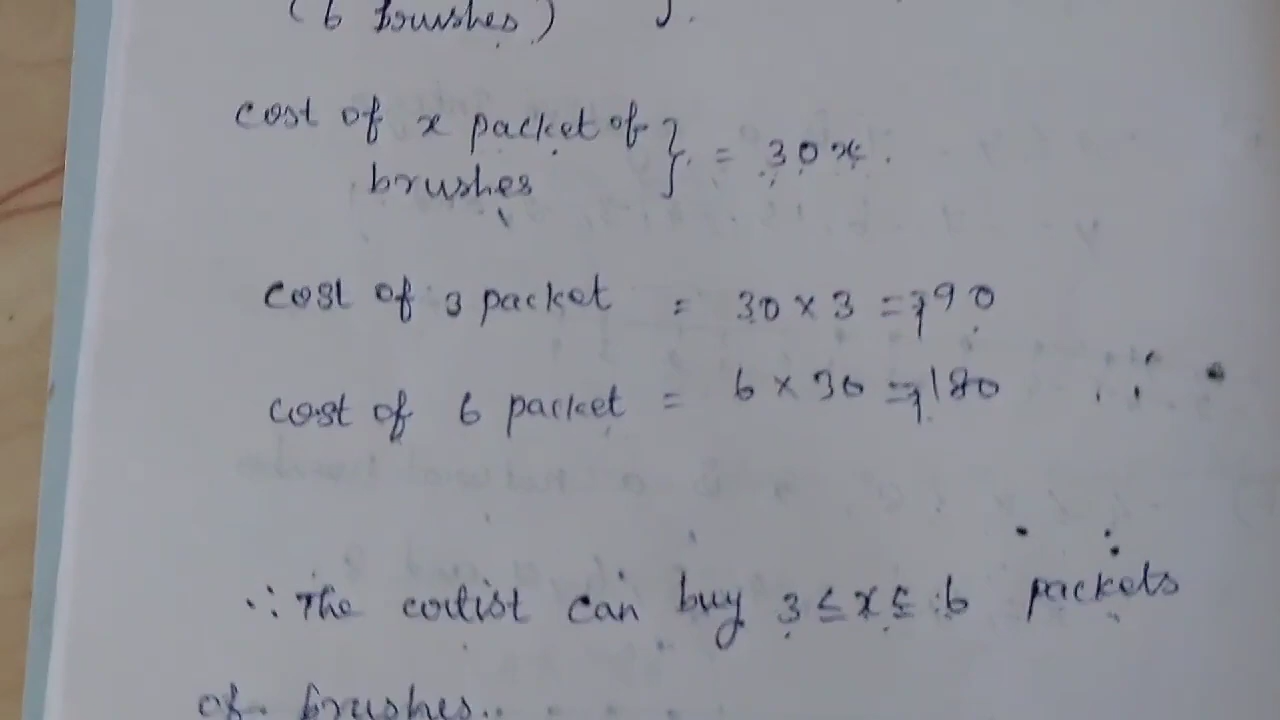 (6 brushes) }.
cost of x packet of } = 30x.
brushes
cost of 3 packet = 30 × 3 = ₹90
cost of 6 packet = 6 × 30 = ₹180
∴ The artist can buy 3 ≤ x ≤ 6 packets
of brushes.